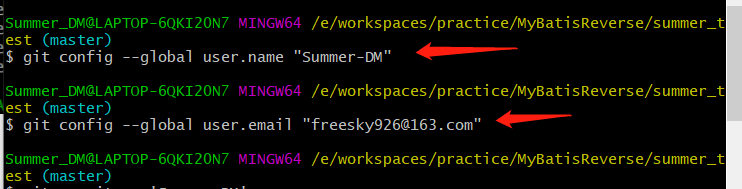 Summer_DM@LAPTOP-6QKI2ON7 MINGW64 /e/workspaces/practice/MyBatisReverse/summer_t
est (master)
$ git config --global user.name "Summer-DM"
Summer_DM@LAPTOP-6QKI2ON7 MINGW64 /e/workspaces/practice/MyBatisReverse/summer_t
est (master)
$ git config --global user.email "freesky926@163.com"
Summer_DM@LAPTOP-6QKI2ON7 MINGW64 /e/workspaces/practice/MyBatisReverse/summer_t
est (master)